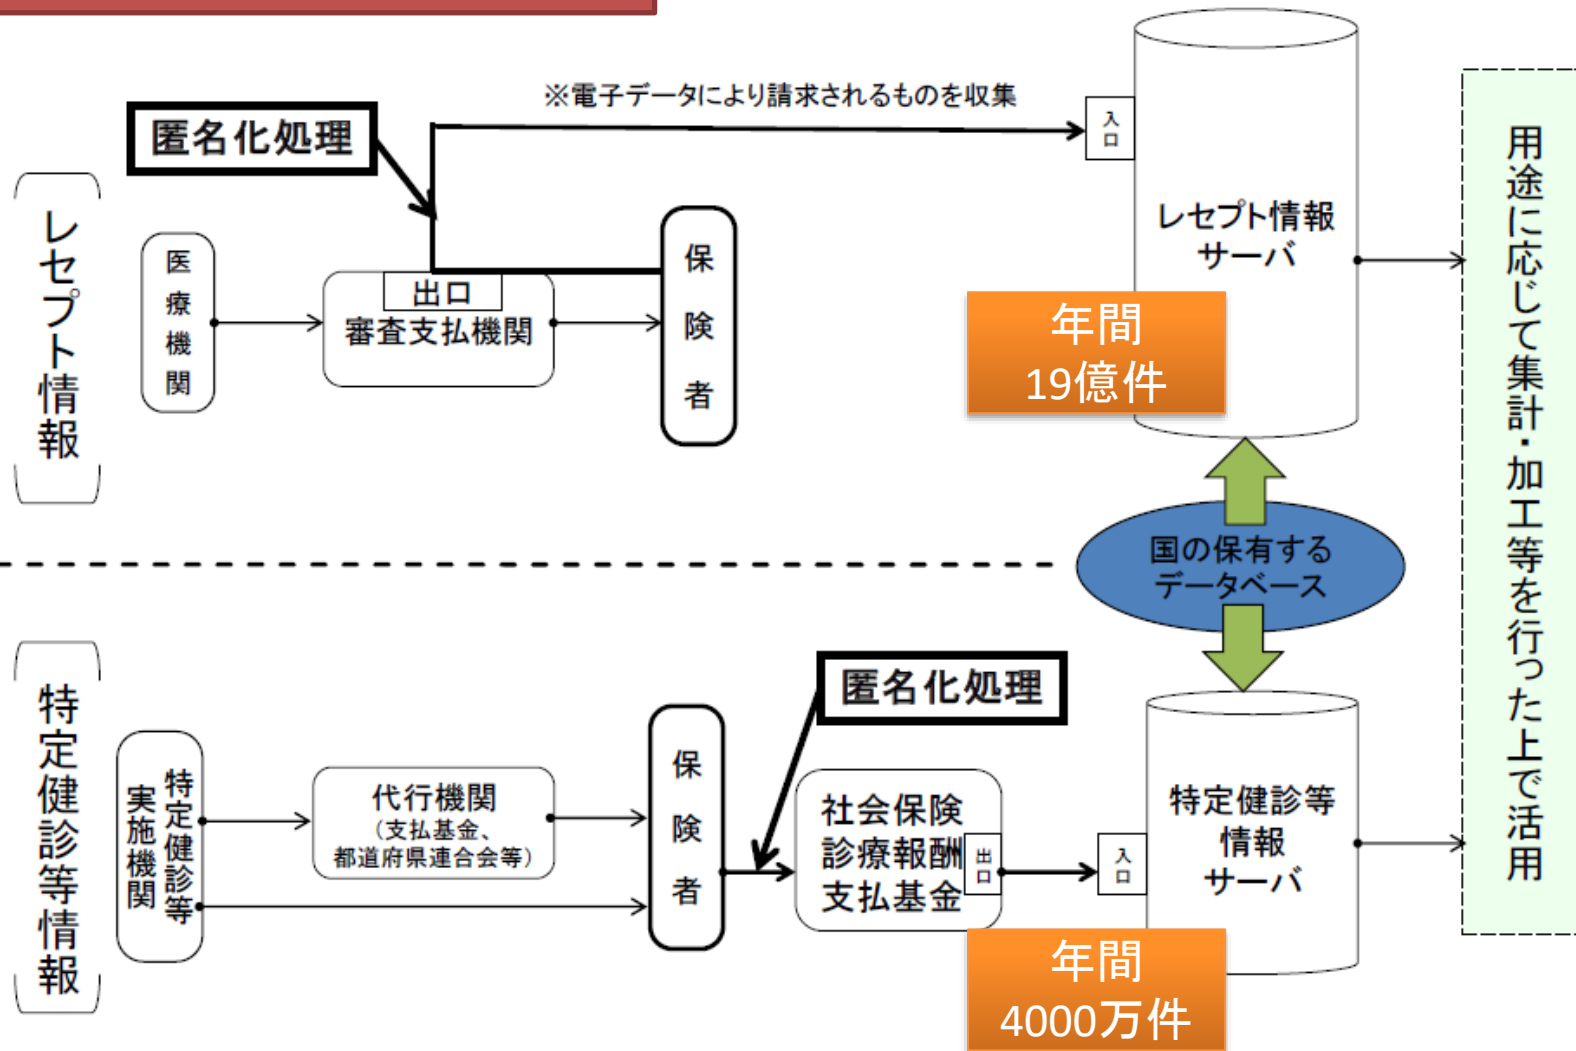 ※電子データにより請求されるものを収集
匿名化処理
入口
レセプト情報
医療機関
出口
審査支払機関
保険者
レセプト情報
サーバ
年間
19億件
国の保有する
データベース
用途に応じて集計・加工等を行った上で活用
特定健診等情報
特定健診等
実施機関
代行機関
（支払基金、
都道府県連合会等）
保険者
匿名化処理
社会保険
診療報酬
支払基金
出口
入口
特定健診等
情報
サーバ
年間
4000万件